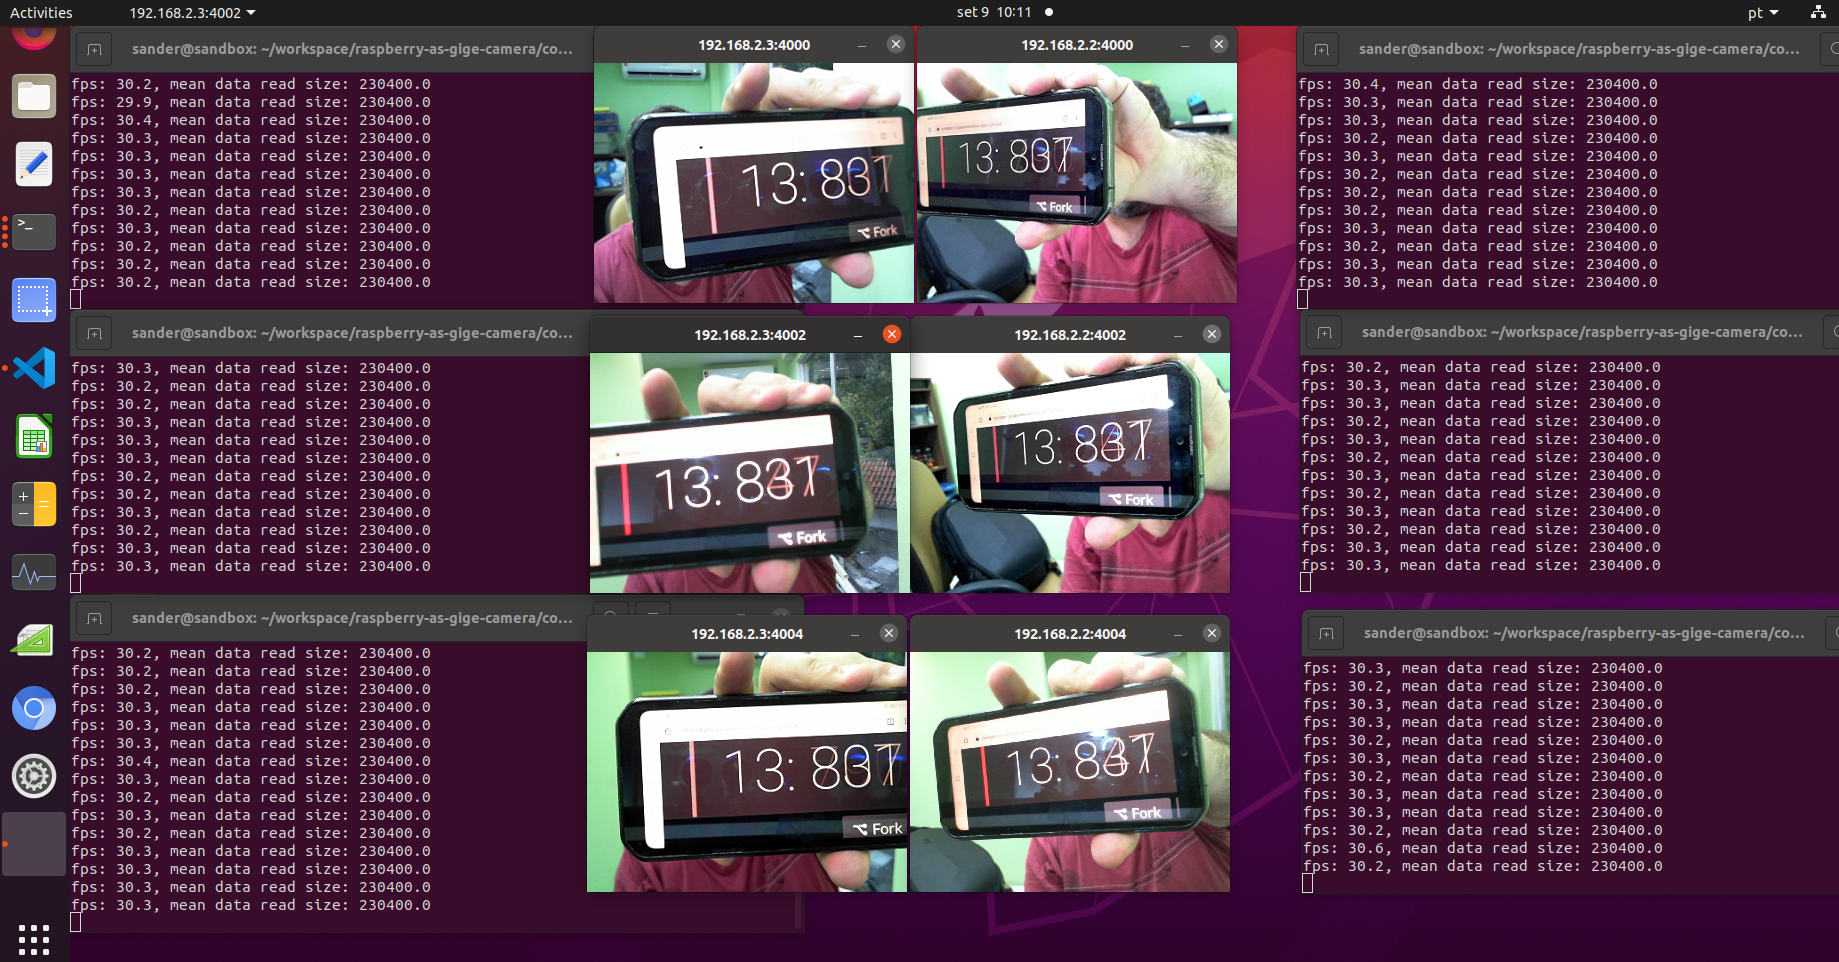 Activities
192.168.2.3:4002
set 9 10:11
pt
sander@sandbox: ~/workspace/raspberry-as-gige-camera/co...
fps: 30.2, mean data read size: 230400.0
fps: 29.9, mean data read size: 230400.0
fps: 30.4, mean data read size: 230400.0
fps: 30.3, mean data read size: 230400.0
fps: 30.3, mean data read size: 230400.0
fps: 30.3, mean data read size: 230400.0
fps: 30.3, mean data read size: 230400.0
fps: 30.2, mean data read size: 230400.0
fps: 30.3, mean data read size: 230400.0
fps: 30.2, mean data read size: 230400.0
fps: 30.2, mean data read size: 230400.0
fps: 30.2, mean data read size: 230400.0
192.168.2.3:4000
13:
Fork
192.168.2.2:4000
13:
Fork
sander@sandbox: ~/workspace/raspberry-as-gige-camera/co...
fps: 30.4, mean data read size: 230400.0
fps: 30.3, mean data read size: 230400.0
fps: 30.3, mean data read size: 230400.0
fps: 30.2, mean data read size: 230400.0
fps: 30.3, mean data read size: 230400.0
fps: 30.2, mean data read size: 230400.0
fps: 30.2, mean data read size: 230400.0
fps: 30.2, mean data read size: 230400.0
fps: 30.3, mean data read size: 230400.0
fps: 30.2, mean data read size: 230400.0
fps: 30.3, mean data read size: 230400.0
fps: 30.3, mean data read size: 230400.0
sander@sandbox: ~/workspace/raspberry-as-gige-camera/co...
fps: 30.3, mean data read size: 230400.0
fps: 30.2, mean data read size: 230400.0
fps: 30.2, mean data read size: 230400.0
fps: 30.3, mean data read size: 230400.0
fps: 30.3, mean data read size: 230400.0
fps: 30.3, mean data read size: 230400.0
fps: 30.2, mean data read size: 230400.0
fps: 30.2, mean data read size: 230400.0
fps: 30.3, mean data read size: 230400.0
fps: 30.2, mean data read size: 230400.0
fps: 30.3, mean data read size: 230400.0
fps: 30.3, mean data read size: 230400.0
192.168.2.3:4002
13:
Fork
192.168.2.2:4002
13:
Fork
sander@sandbox: ~/workspace/raspberry-as-gige-camera/co...
fps: 30.2, mean data read size: 230400.0
fps: 30.3, mean data read size: 230400.0
fps: 30.3, mean data read size: 230400.0
fps: 30.2, mean data read size: 230400.0
fps: 30.3, mean data read size: 230400.0
fps: 30.2, mean data read size: 230400.0
fps: 30.3, mean data read size: 230400.0
fps: 30.2, mean data read size: 230400.0
fps: 30.3, mean data read size: 230400.0
fps: 30.2, mean data read size: 230400.0
fps: 30.3, mean data read size: 230400.0
fps: 30.3, mean data read size: 230400.0
sander@sandbox: ~/workspace/raspberry-as-gige-camera/co...
fps: 30.2, mean data read size: 230400.0
fps: 30.2, mean data read size: 230400.0
fps: 30.2, mean data read size: 230400.0
fps: 30.3, mean data read size: 230400.0
fps: 30.3, mean data read size: 230400.0
fps: 30.3, mean data read size: 230400.0
fps: 30.4, mean data read size: 230400.0
fps: 30.3, mean data read size: 230400.0
fps: 30.2, mean data read size: 230400.0
fps: 30.3, mean data read size: 230400.0
fps: 30.2, mean data read size: 230400.0
fps: 30.3, mean data read size: 230400.0
fps: 30.3, mean data read size: 230400.0
fps: 30.3, mean data read size: 230400.0
fps: 30.3, mean data read size: 230400.0
192.168.2.3:4004
13:
Fork
192.168.2.2:4004
13:
Fork
sander@sandbox: ~/workspace/raspberry-as-gige-camera/co...
fps: 30.3, mean data read size: 230400.0
fps: 30.2, mean data read size: 230400.0
fps: 30.3, mean data read size: 230400.0
fps: 30.3, mean data read size: 230400.0
fps: 30.2, mean data read size: 230400.0
fps: 30.3, mean data read size: 230400.0
fps: 30.2, mean data read size: 230400.0
fps: 30.3, mean data read size: 230400.0
fps: 30.3, mean data read size: 230400.0
fps: 30.2, mean data read size: 230400.0
fps: 30.6, mean data read size: 230400.0
fps: 30.2, mean data read size: 230400.0